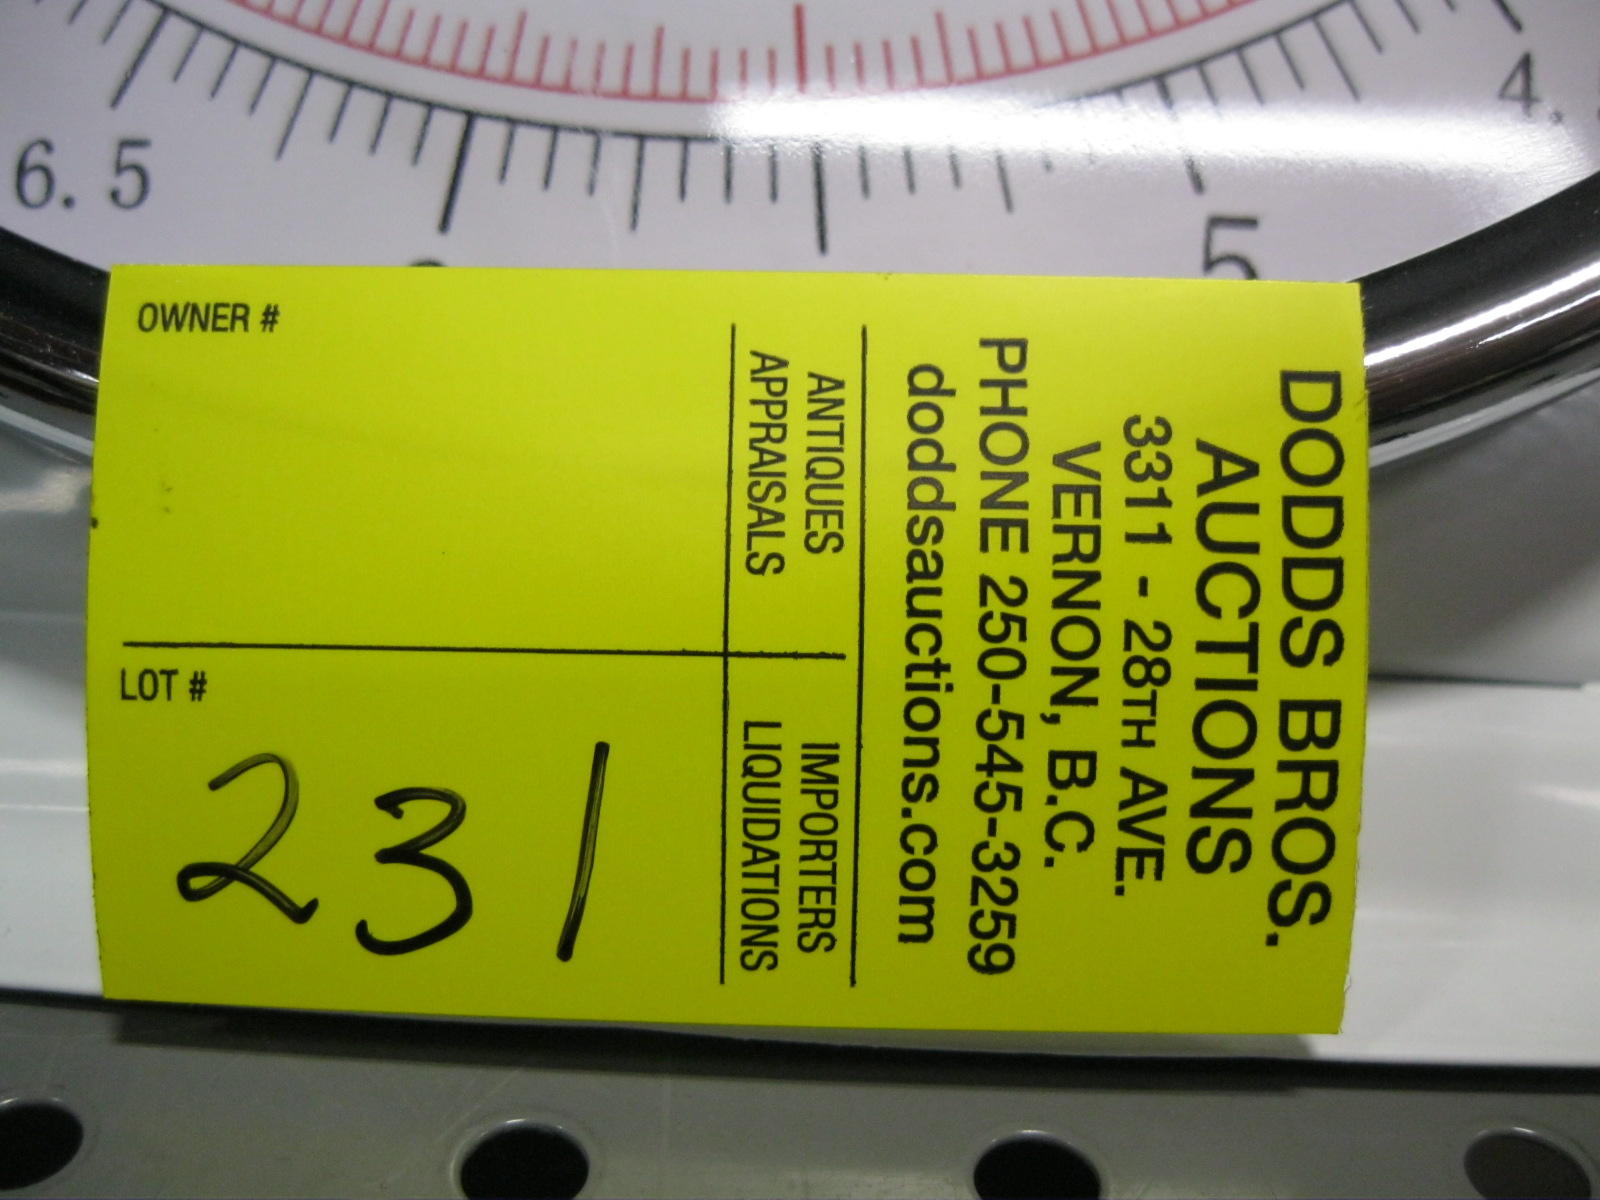 6.5
4.
5
DODDS BROS.
AUCTIONS
3311 - 28TH AVE.
VERNON, B.C.
PHONE 250-545-3259
doddsauctions.com
ANTIQUES
APPRAISALS
IMPORTERS
LIQUIDATIONS
OWNER #
LOT #
231